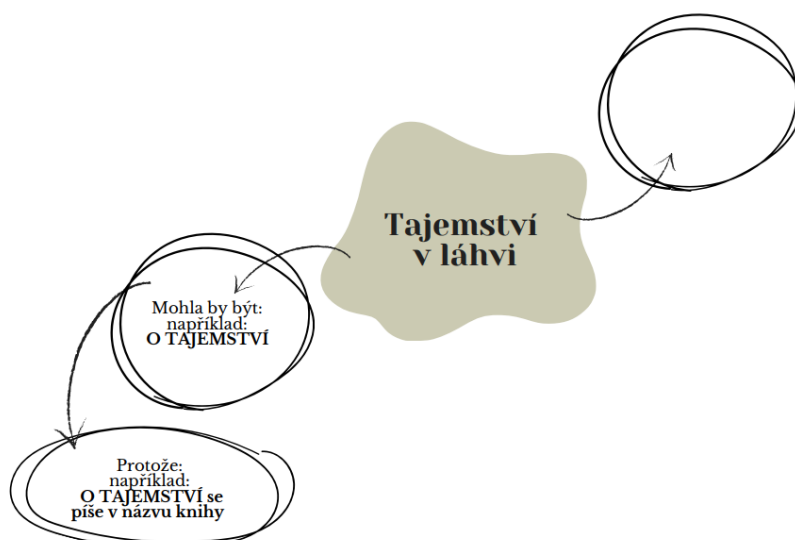 Tajemství
v láhvi
Mohla by být:
například:
O TAJEMSTVÍ
Protože:
například:
O TAJEMSTVÍ se
píše v názvu knihy